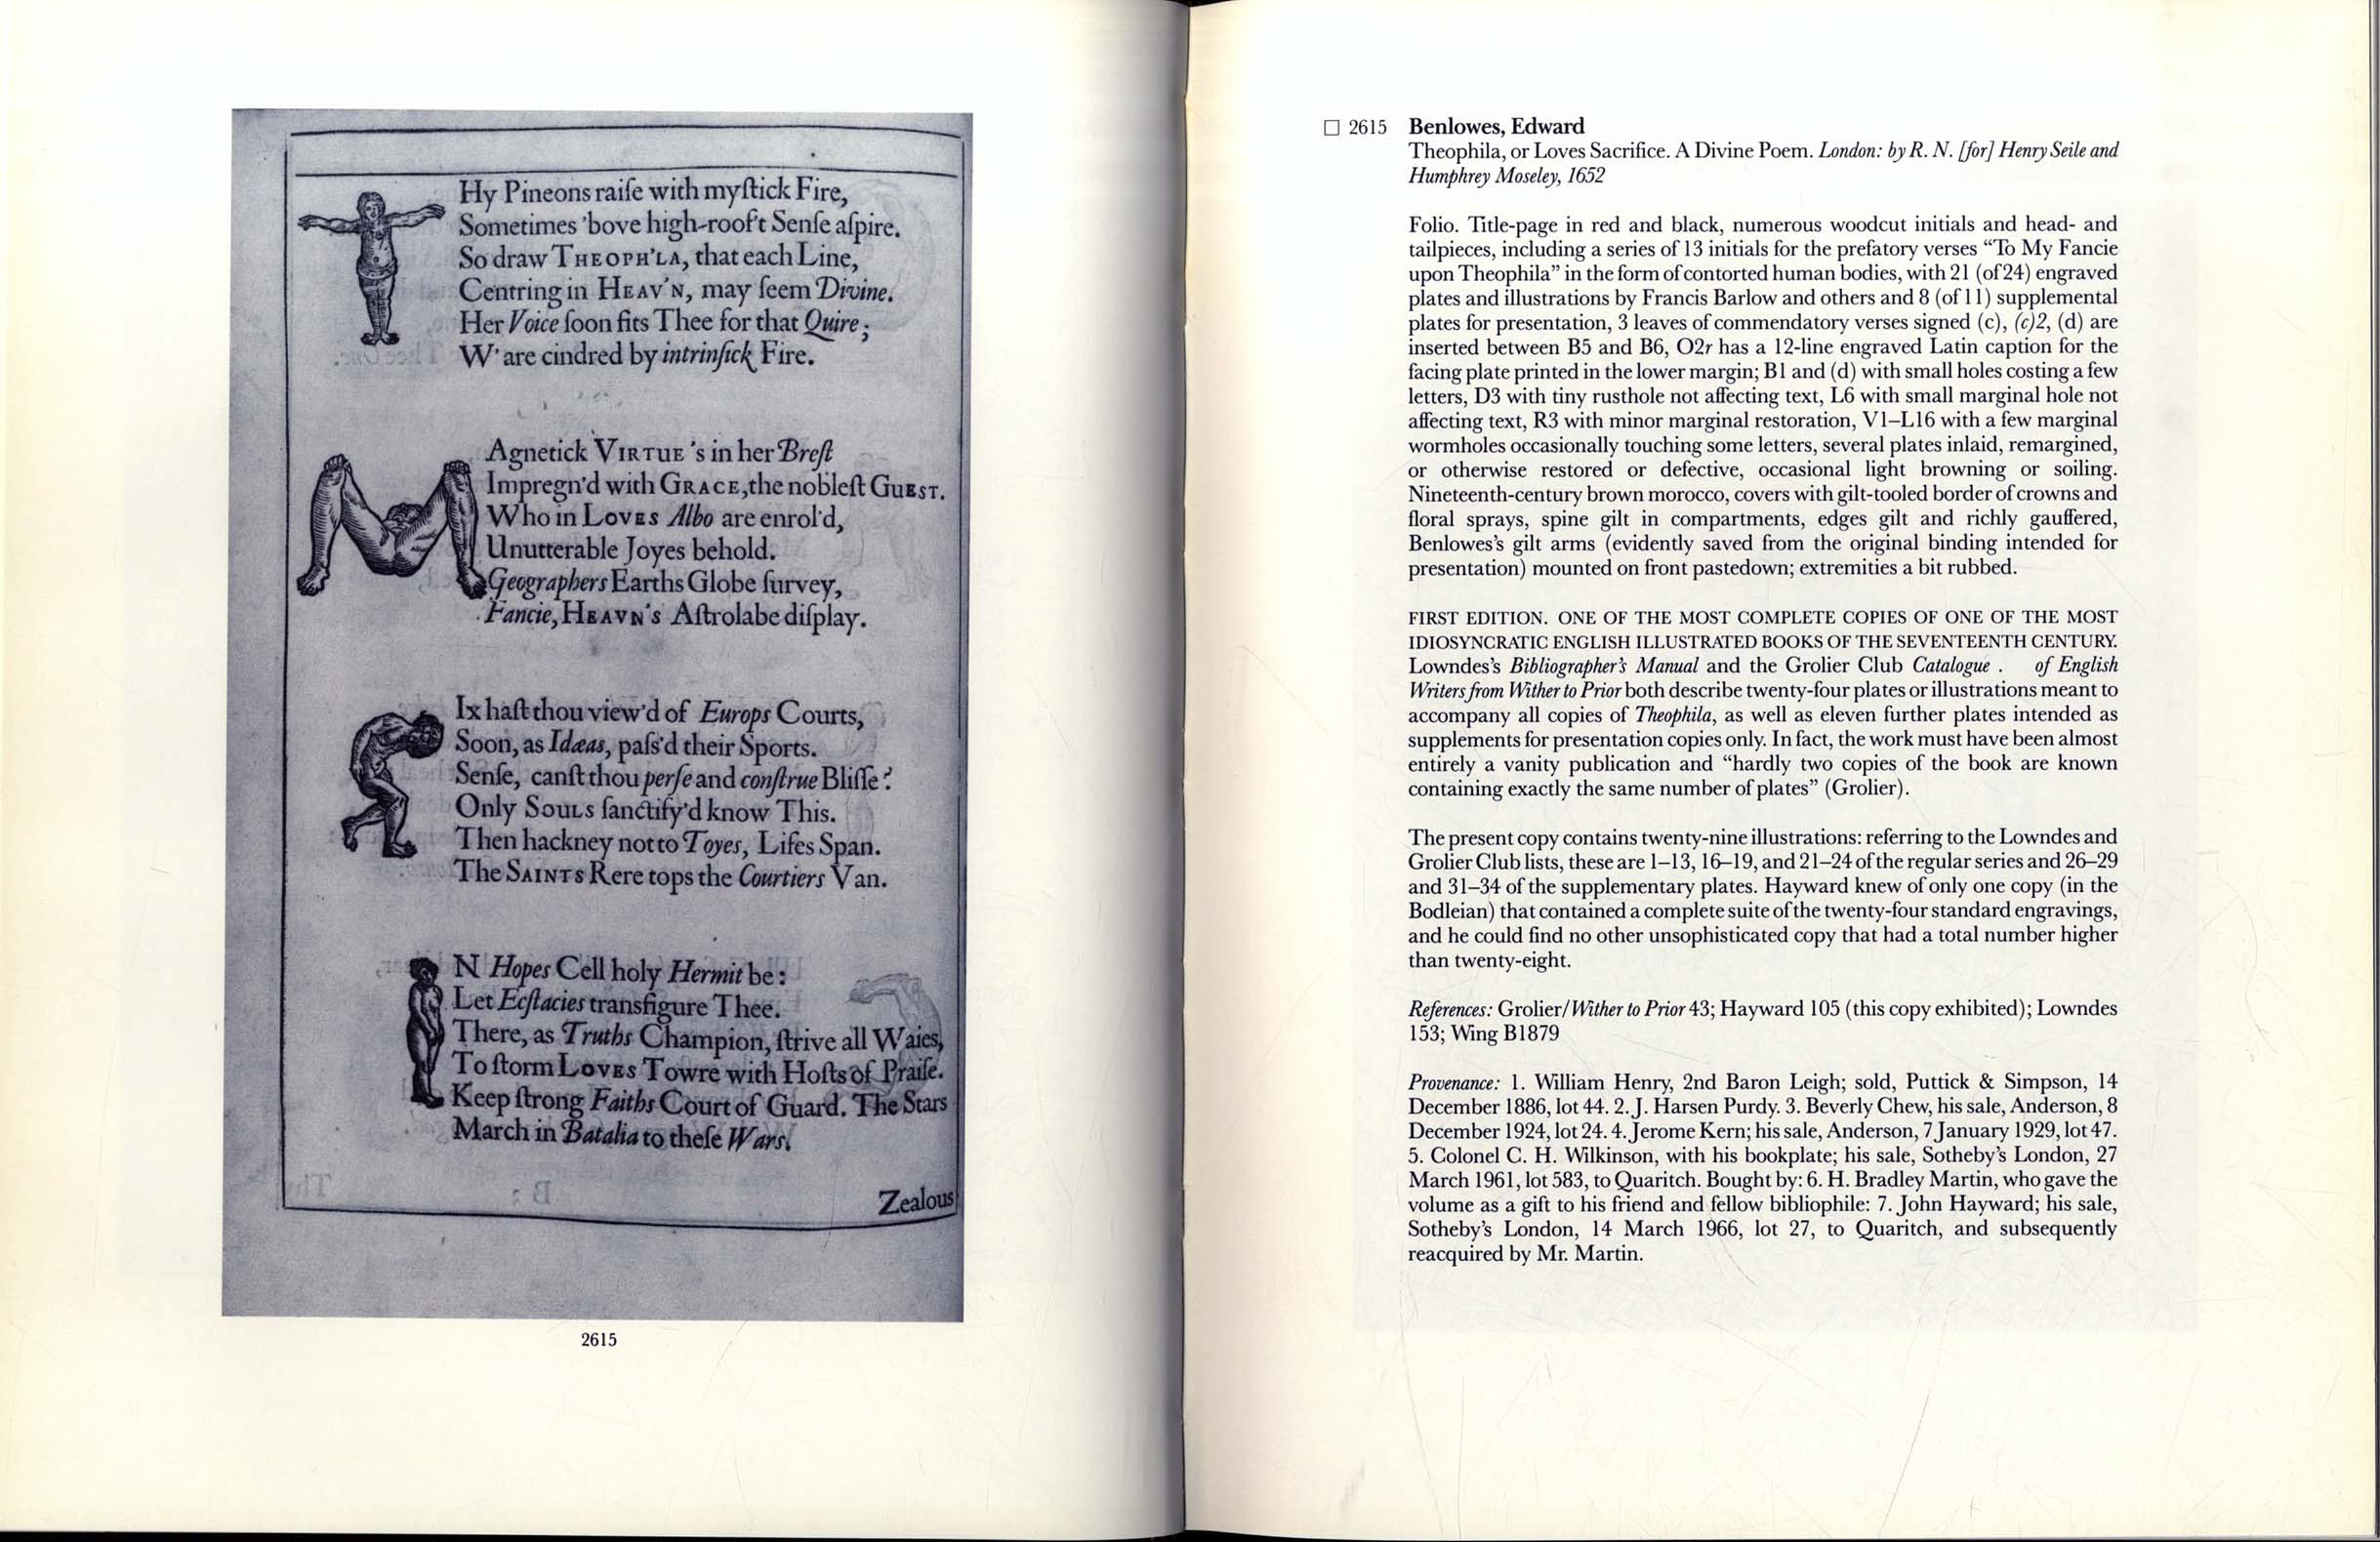 Hy Pineons raiſe with myſtick Fire,
Sometimes 'bove high-rooft Senſe aſpire.
So draw THEOPH'LA, that each Line,
Centring in HEAV'N, may ſeem Divine.
Her Voice ſoon fits Thee for that Quire;
W' are cindred by intrinſick Fire.
Agnetick VIRTUE 's in her Breſt
Impregn'd with GRACE, the nobleſt GUEST.
Who in LOVES Albo are enrol'd,
Unutterable Joyes behold.
Geographers Earths Globe ſurvey,
Fancie, HEAVN's Aſtrolabe diſplay.
Ix haſt thou view'd of Europs Courts,
Soon, as Idæas, paſs'd their Sports.
Senſe, canſt thou perſe and conſtrue Bliſſe?
Only SOULS ſanctify'd know This.
Then hackney not to Toyes, Lifes Span.
The SAINTS Rere tops the Courtiers Van.
N Hopes Cell holy Hermit be:
Let Ecſtacies transfigure Thee.
There, as Truths Champion, ſtrive all Waies,
To ſtorm LOVES Towre with Hoſts of Praiſe.
Keep ſtrong Faiths Court of Guard. The Stars
March in Batalia to theſe Wars.
Zealous
2615
□ 2615 Benlowes, Edward
Theophila, or Loves Sacrifice. A Divine Poem. London: by R. N. [for] Henry Seile and
Humphrey Moseley, 1652
Folio. Title-page in red and black, numerous woodcut initials and head- and
tailpieces, including a series of 13 initials for the prefatory verses “To My Fancie
upon Theophila” in the form of contorted human bodies, with 21 (of 24) engraved
plates and illustrations by Francis Barlow and others and 8 (of 11) supplemental
plates for presentation, 3 leaves of commendatory verses signed (c), (c)2, (d) are
inserted between B5 and B6, O2r has a 12-line engraved Latin caption for the
facing plate printed in the lower margin; B1 and (d) with small holes costing a few
letters, D3 with tiny rusthole not affecting text, L6 with small marginal hole not
affecting text, R3 with minor marginal restoration, V1–L16 with a few marginal
wormholes occasionally touching some letters, several plates inlaid, remargined,
or otherwise restored or defective, occasional light browning or soiling.
Nineteenth-century brown morocco, covers with gilt-tooled border of crowns and
floral sprays, spine gilt in compartments, edges gilt and richly gauffered,
Benlowes's gilt arms (evidently saved from the original binding intended for
presentation) mounted on front pastedown; extremities a bit rubbed.
FIRST EDITION. ONE OF THE MOST COMPLETE COPIES OF ONE OF THE MOST
IDIOSYNCRATIC ENGLISH ILLUSTRATED BOOKS OF THE SEVENTEENTH CENTURY.
Lowndes's Bibliographer's Manual and the Grolier Club Catalogue . of English
Writers from Wither to Prior both describe twenty-four plates or illustrations meant to
accompany all copies of Theophila, as well as eleven further plates intended as
supplements for presentation copies only. In fact, the work must have been almost
entirely a vanity publication and “hardly two copies of the book are known
containing exactly the same number of plates” (Grolier).
The present copy contains twenty-nine illustrations: referring to the Lowndes and
Grolier Club lists, these are 1–13, 16–19, and 21–24 of the regular series and 26–29
and 31–34 of the supplementary plates. Hayward knew of only one copy (in the
Bodleian) that contained a complete suite of the twenty-four standard engravings,
and he could find no other unsophisticated copy that had a total number higher
than twenty-eight.
References: Grolier/Wither to Prior 43; Hayward 105 (this copy exhibited); Lowndes
153; Wing B1879
Provenance: 1. William Henry, 2nd Baron Leigh; sold, Puttick & Simpson, 14
December 1886, lot 44. 2. J. Harsen Purdy. 3. Beverly Chew, his sale, Anderson, 8
December 1924, lot 24. 4. Jerome Kern; his sale, Anderson, 7 January 1929, lot 47.
5. Colonel C. H. Wilkinson, with his bookplate; his sale, Sotheby's London, 27
March 1961, lot 583, to Quaritch. Bought by: 6. H. Bradley Martin, who gave the
volume as a gift to his friend and fellow bibliophile: 7. John Hayward; his sale,
Sotheby's London, 14 March 1966, lot 27, to Quaritch, and subsequently
reacquired by Mr. Martin.